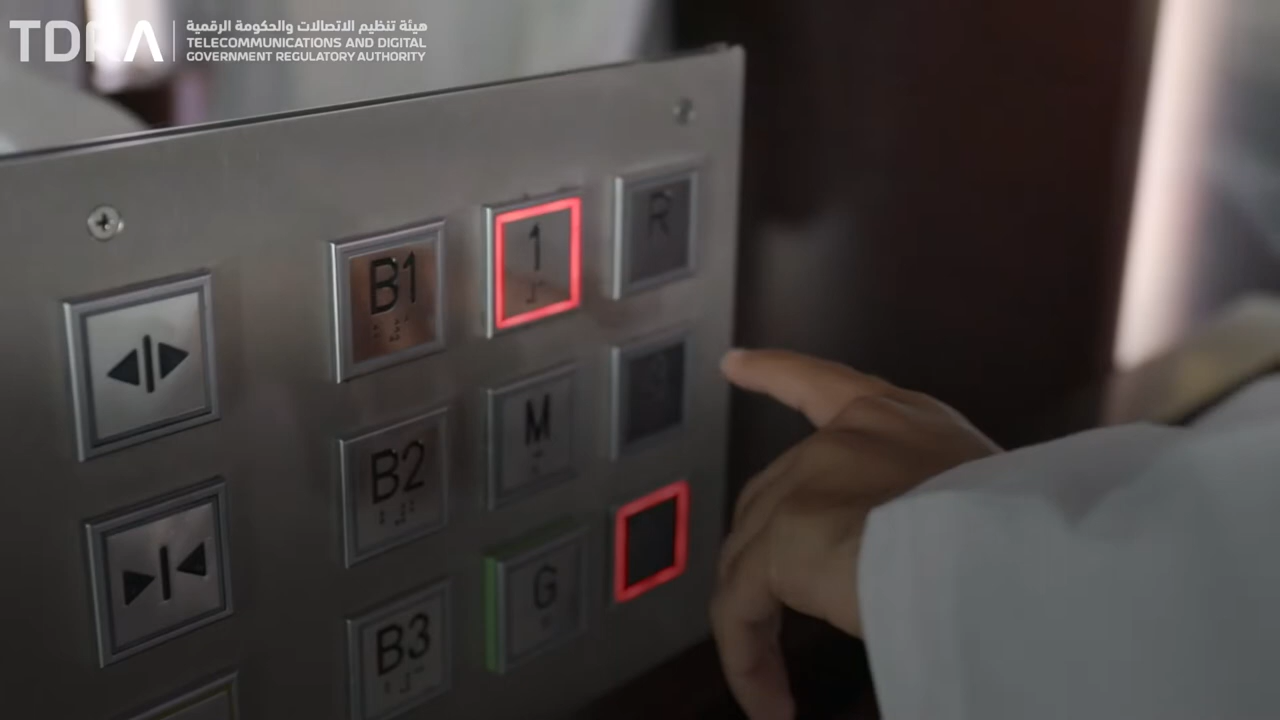 TDRA
هيئة تنظيم الاتصالات والحكومة الرقمية
TELECOMMUNICATIONS AND DIGITAL
GOVERNMENT REGULATORY AUTHORITY
B1 1 R
B2 M
B3 G